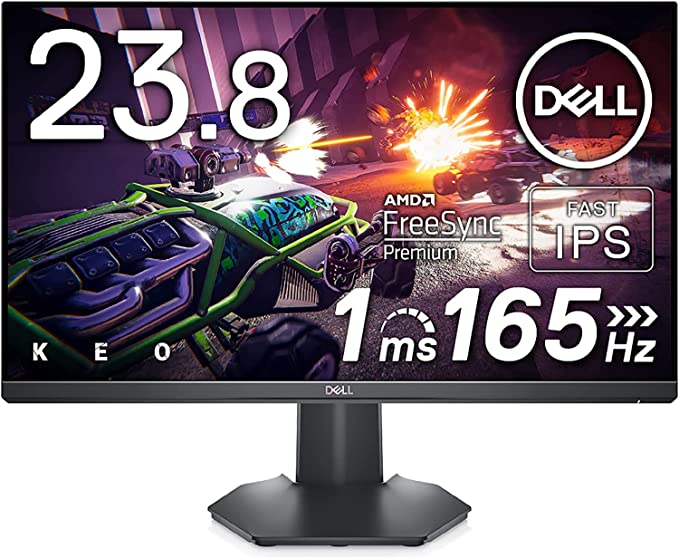 23.8
DELL
AMD
FreeSync
Premium
FAST
IPS
KEO
1ms 165Hz
DELL